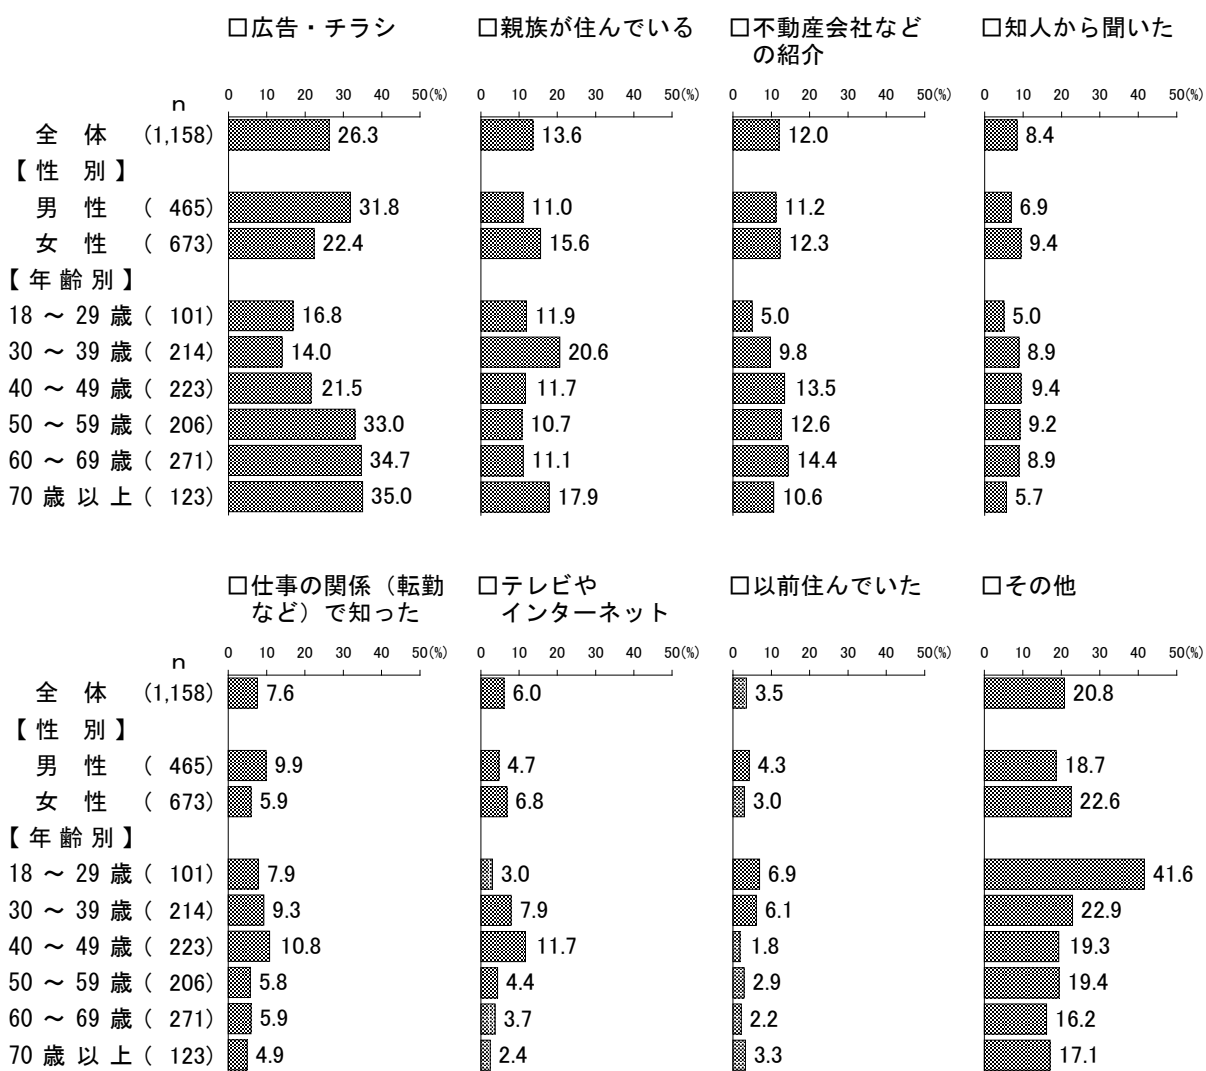 □広告・チラシ □親族が住んでいる □不動産会社など □知人から聞いた
の紹介
n 0 10 20 30 40 50(%) 0 10 20 30 40 50(%) 0 10 20 30 40 50(%) 0 10 20 30 40 50(%)
全 体 (1,158) 26.3 13.6 12.0 8.4
【性 別】
男 性 ( 465) 31.8 11.0 11.2 6.9
女 性 ( 673) 22.4 15.6 12.3 9.4
【年齢別】
18 ～ 29 歳 ( 101) 16.8 11.9 5.0 5.0
30 ～ 39 歳 ( 214) 14.0 20.6 9.8 8.9
40 ～ 49 歳 ( 223) 21.5 11.7 13.5 9.4
50 ～ 59 歳 ( 206) 33.0 10.7 12.6 9.2
60 ～ 69 歳 ( 271) 34.7 11.1 14.4 8.9
70 歳 以 上 ( 123) 35.0 17.9 10.6 5.7
□仕事の関係（転勤 □テレビや □以前住んでいた □その他
など）で知った インターネット
n 0 10 20 30 40 50(%) 0 10 20 30 40 50(%) 0 10 20 30 40 50(%) 0 10 20 30 40 50(%)
全 体 (1,158) 7.6 6.0 3.5 20.8
【性 別】
男 性 ( 465) 9.9 4.7 4.3 18.7
女 性 ( 673) 5.9 6.8 3.0 22.6
【年齢別】
18 ～ 29 歳 ( 101) 7.9 3.0 6.9 41.6
30 ～ 39 歳 ( 214) 9.3 7.9 6.1 22.9
40 ～ 49 歳 ( 223) 10.8 11.7 1.8 19.3
50 ～ 59 歳 ( 206) 5.8 4.4 2.9 19.4
60 ～ 69 歳 ( 271) 5.9 3.7 2.2 16.2
70 歳 以 上 ( 123) 4.9 2.4 3.3 17.1